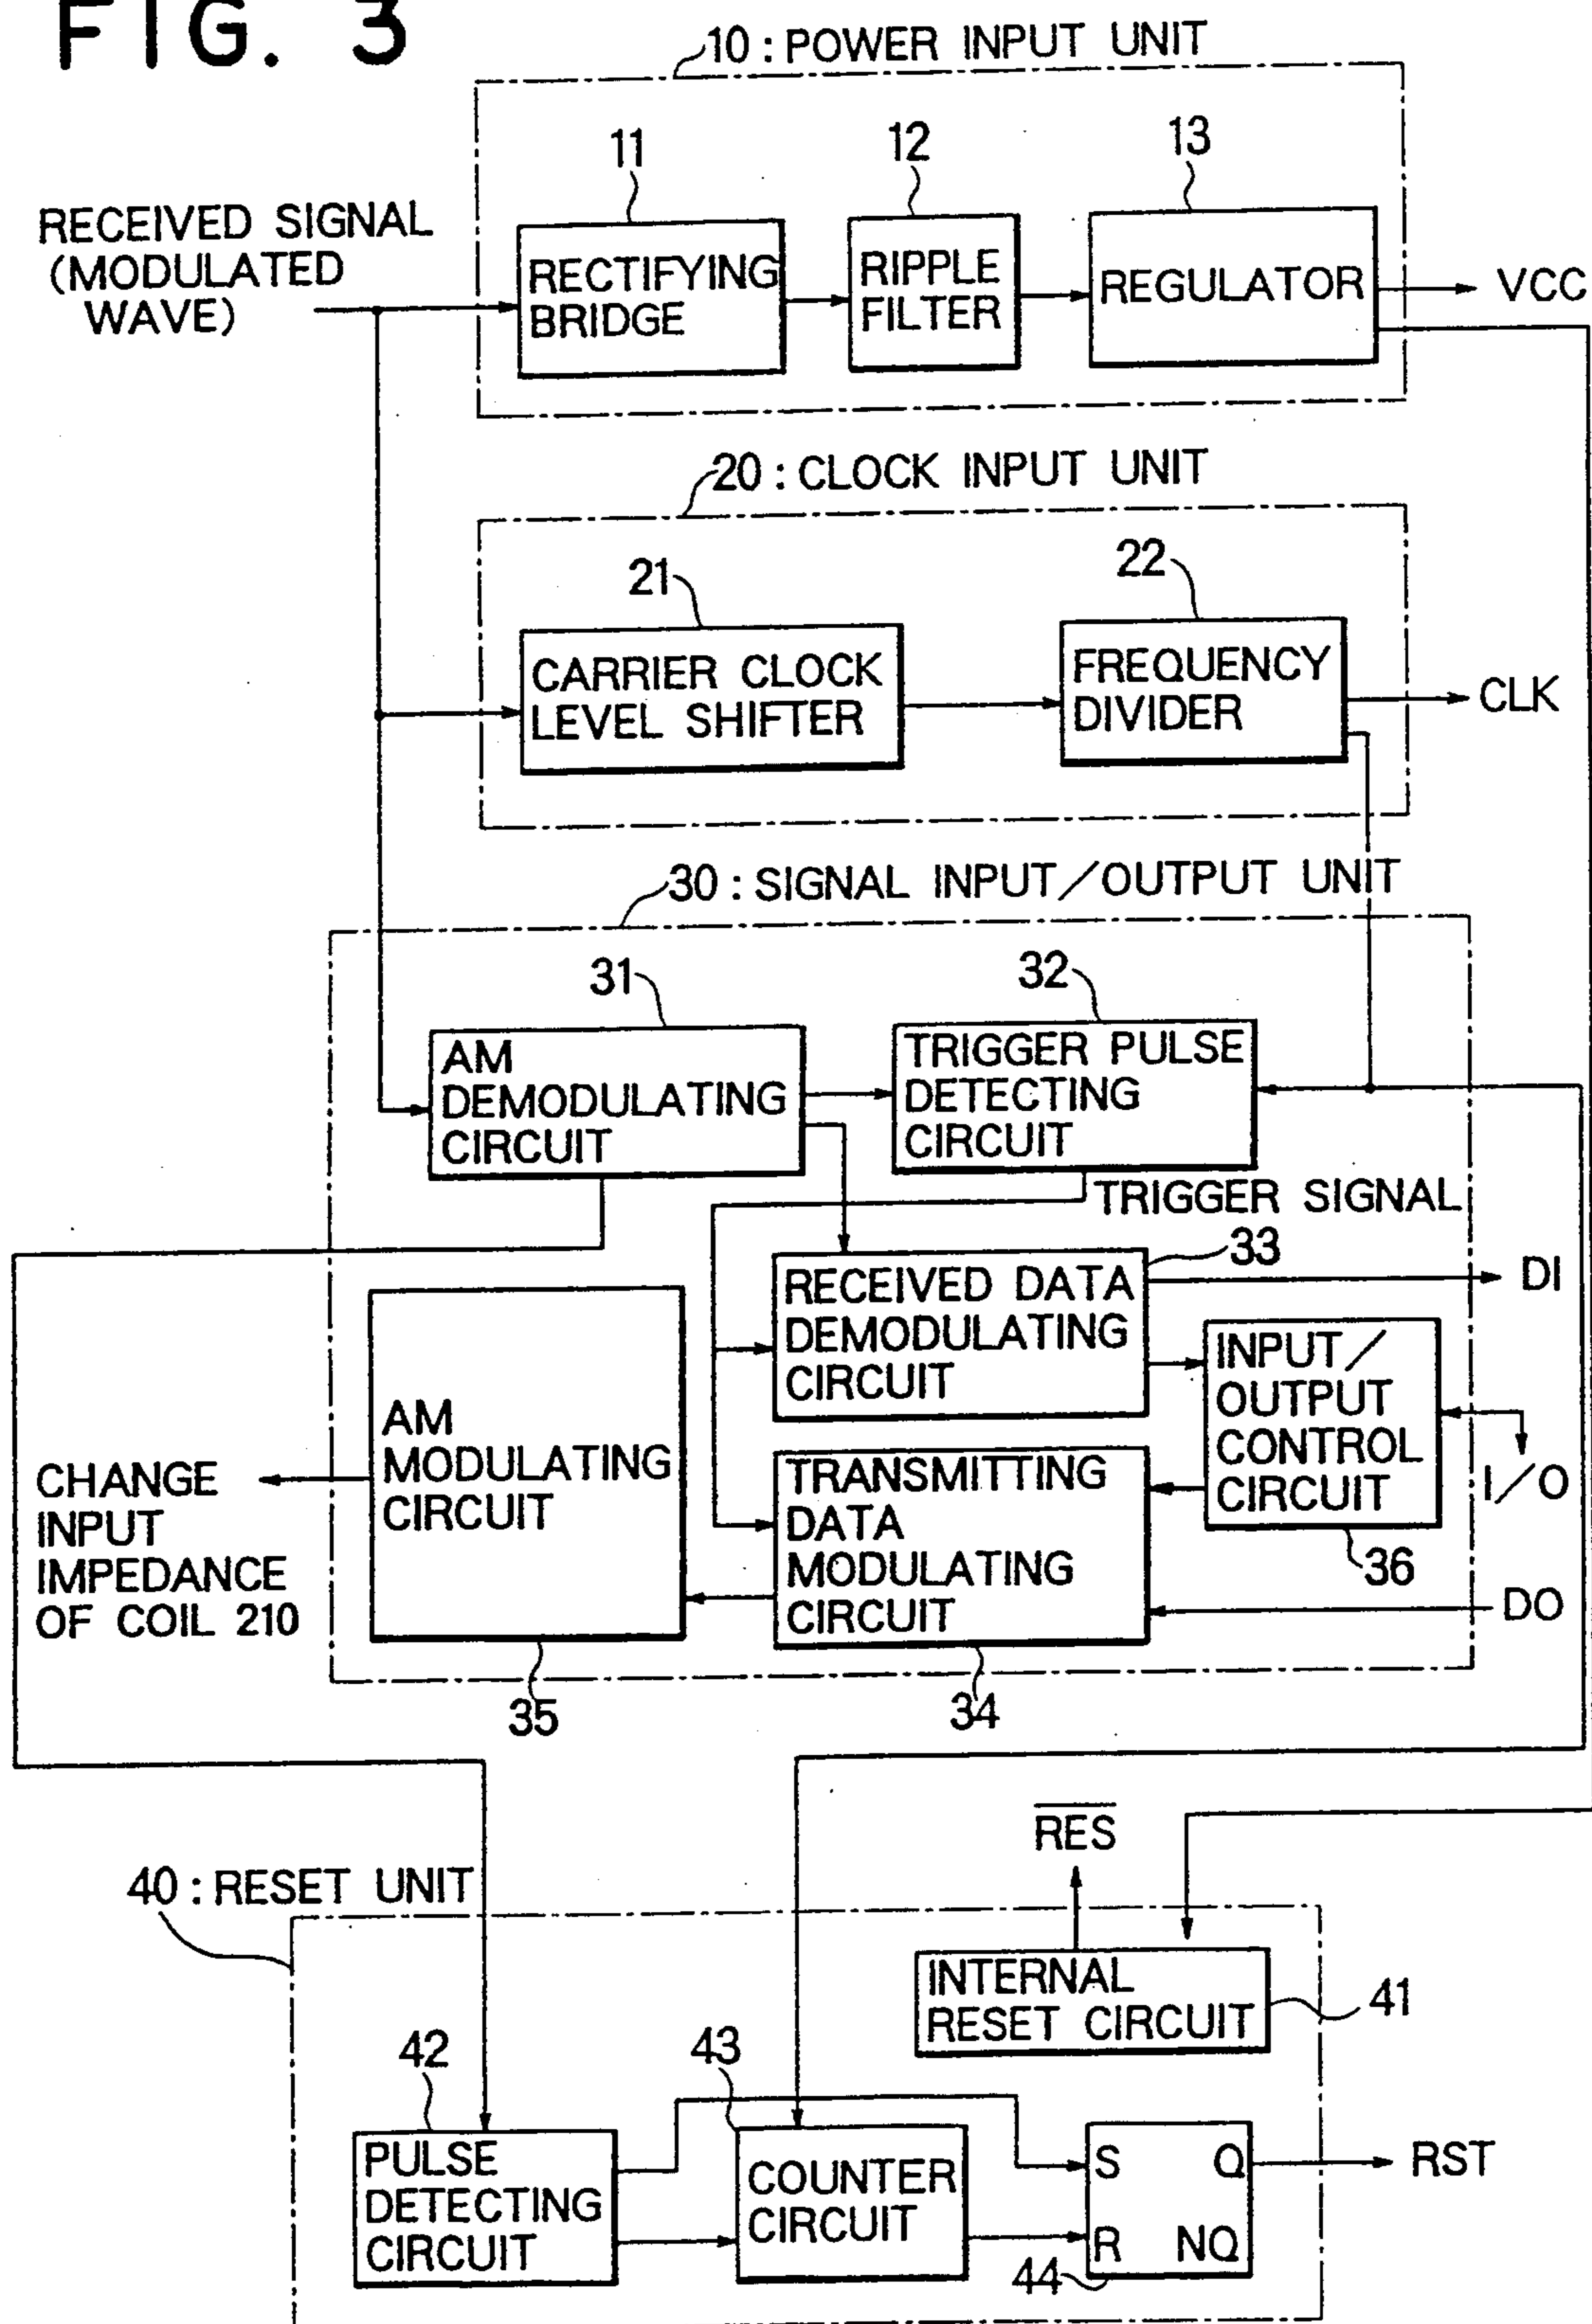 FIG. 3
10 : POWER INPUT UNIT
11
12
13
RECEIVED SIGNAL
(MODULATED
WAVE)
RECTIFYING
BRIDGE
RIPPLE
FILTER
REGULATOR
VCC
20 : CLOCK INPUT UNIT
21
22
CARRIER CLOCK
LEVEL SHIFTER
FREQUENCY
DIVIDER
CLK
30 : SIGNAL INPUT/OUTPUT UNIT
31
32
AM
DEMODULATING
CIRCUIT
TRIGGER PULSE
DETECTING
CIRCUIT
TRIGGER SIGNAL
33
RECEIVED DATA
DEMODULATING
CIRCUIT
DI
INPUT/
OUTPUT
CONTROL
CIRCUIT
I/O
36
AM
MODULATING
CIRCUIT
CHANGE
INPUT
IMPEDANCE
OF COIL 210
TRANSMITTING
DATA
MODULATING
CIRCUIT
DO
35
34
RES
40 : RESET UNIT
INTERNAL
RESET CIRCUIT
41
42
43
PULSE
DETECTING
CIRCUIT
COUNTER
CIRCUIT
S Q
R NQ
RST
44